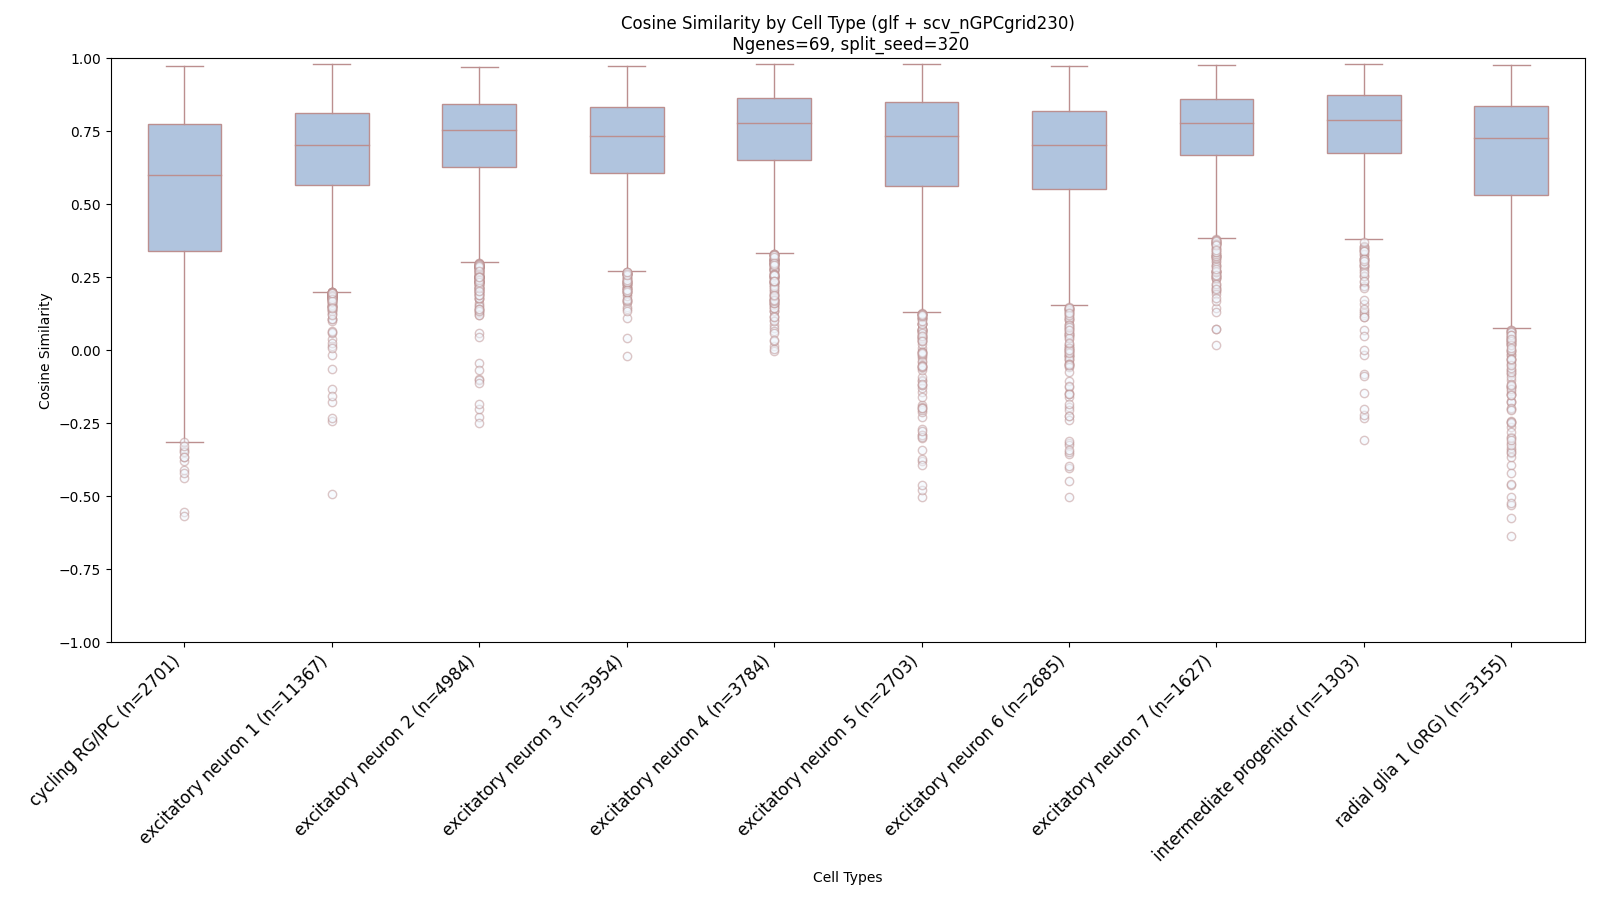 Cosine Similarity by Cell Type (glf + scv_nGPCgrid230)
Ngenes=69, split_seed=320
1.00
0.75
0.50
0.25
0.00
−0.25
−0.50
−0.75
−1.00
Cosine Similarity
cycling RG/IPC (n=2701)
excitatory neuron 1 (n=11367)
excitatory neuron 2 (n=4984)
excitatory neuron 3 (n=3954)
excitatory neuron 4 (n=3784)
excitatory neuron 5 (n=2703)
excitatory neuron 6 (n=2685)
excitatory neuron 7 (n=1627)
intermediate progenitor (n=1303)
radial glia 1 (oRG) (n=3155)
Cell Types